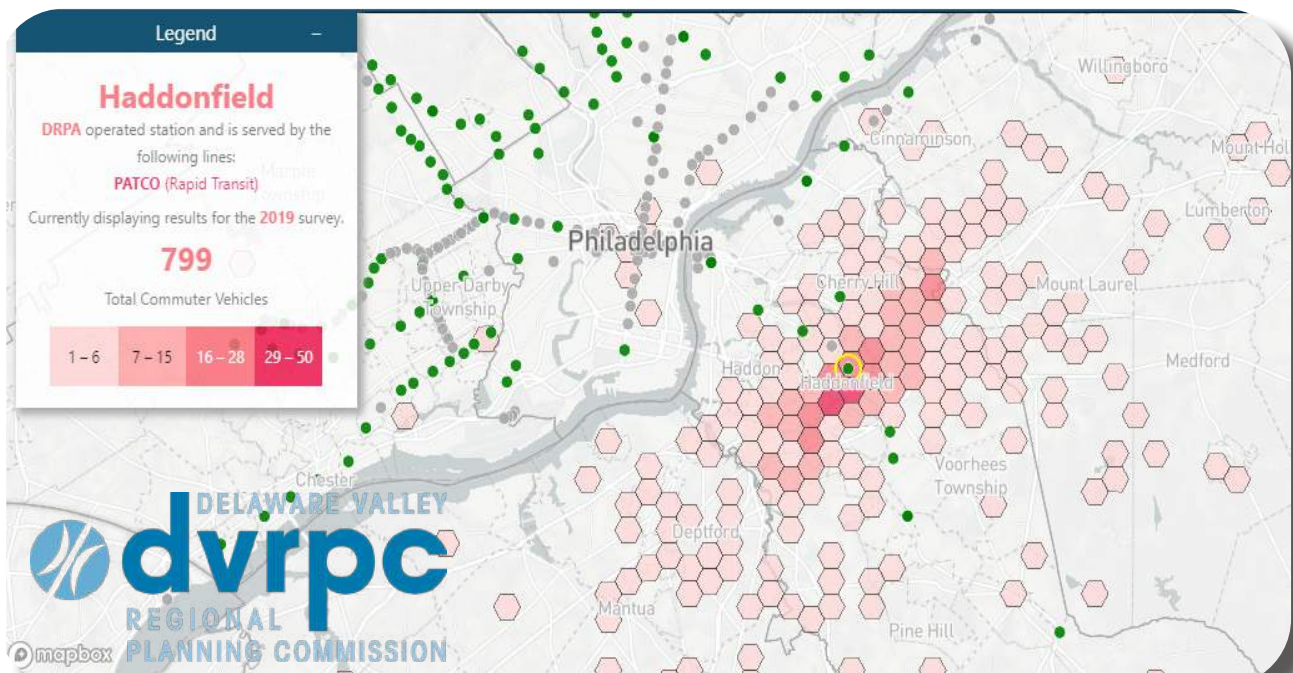 Legend –
Haddonfield
DRPA operated station and is served by the
following lines:
PATCO (Rapid Transit)
Currently displaying results for the 2019 survey.
799
Total Commuter Vehicles
1 – 6 7 – 15 16 – 28 29 – 50
Willingboro
Cinnaminson
Mount Hol
Lumberton
Philadelphia
Cherry Hill
Mount Laurel
Upper Darby
Township
Medford
Haddon
Haddonfield
Voorhees
Township
Chester
Deptford
Mantua
Pine Hill
DELAWARE VALLEY
dvrpc
REGIONAL
PLANNING COMMISSION
mapbox